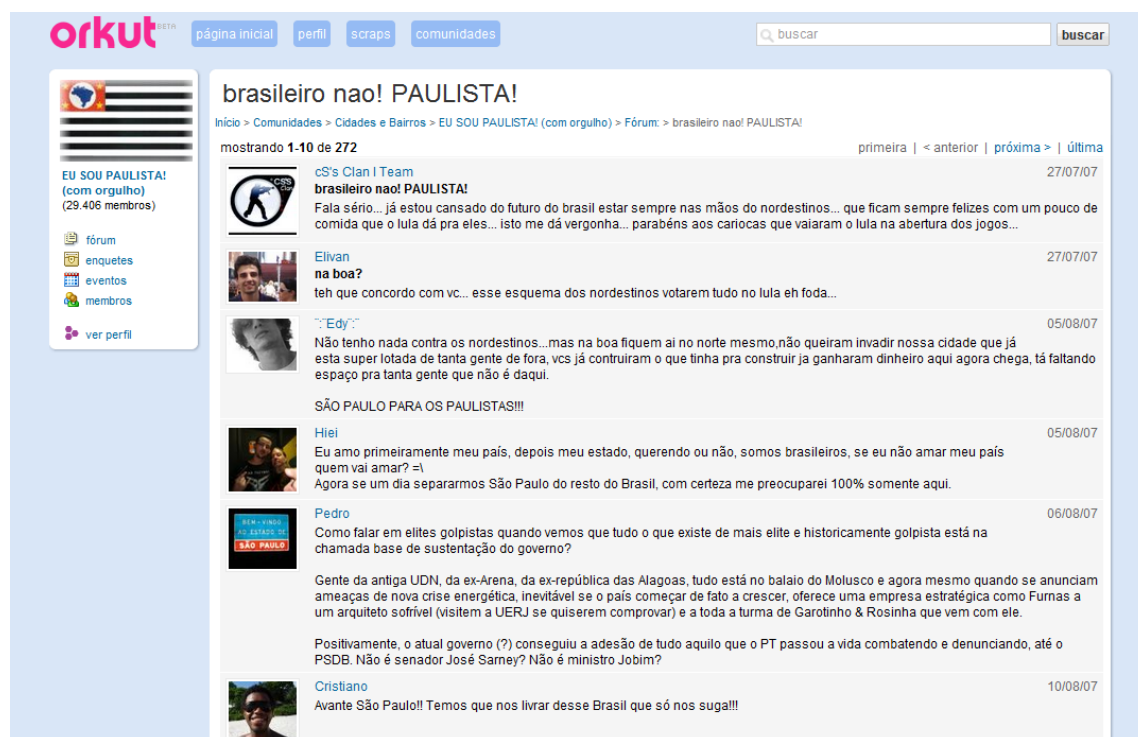 orkut BETA página inicial perfil scraps comunidades buscar buscar
brasileiro nao! PAULISTA!
Início > Comunidades > Cidades e Bairros > EU SOU PAULISTA! (com orgulho) > Fórum: > brasileiro nao! PAULISTA!
mostrando 1-10 de 272 primeira | < anterior | próxima > | última
EU SOU PAULISTA!
(com orgulho)
(29.406 membros)
fórum
enquetes
eventos
membros
ver perfil
CSS
Clan
cS's Clan l Team 27/07/07
brasileiro nao! PAULISTA!
Fala sério... já estou cansado do futuro do brasil estar sempre nas mãos do nordestinos... que ficam sempre felizes com um pouco de
comida que o lula dá pra eles... isto me dá vergonha... parabéns aos cariocas que vaiaram o lula na abertura dos jogos...
Elivan 27/07/07
na boa?
teh que concordo com vc... esse esquema dos nordestinos votarem tudo no lula eh foda...
¨:¨Edy¨:¨ 05/08/07
Não tenho nada contra os nordestinos...mas na boa fiquem ai no norte mesmo,não queiram invadir nossa cidade que já
esta super lotada de tanta gente de fora, vcs já contruiram o que tinha pra construir ja ganharam dinheiro aqui agora chega, tá faltando
espaço pra tanta gente que não é daqui.
SÃO PAULO PARA OS PAULISTAS!!!
Hiei 05/08/07
Eu amo primeiramente meu país, depois meu estado, querendo ou não, somos brasileiros, se eu não amar meu país
quem vai amar? =\
Agora se um dia separarmos São Paulo do resto do Brasil, com certeza me preocuparei 100% somente aqui.
BEM-VINDO
AO ESTADO DE
SÃO PAULO
Pedro 06/08/07
Como falar em elites golpistas quando vemos que tudo o que existe de mais elite e historicamente golpista está na
chamada base de sustentação do governo?
Gente da antiga UDN, da ex-Arena, da ex-república das Alagoas, tudo está no balaio do Molusco e agora mesmo quando se anunciam
ameaças de nova crise energética, inevitável se o país começar de fato a crescer, oferece uma empresa estratégica como Furnas a
um arquiteto sofrível (visitem a UERJ se quiserem comprovar) e a toda a turma de Garotinho & Rosinha que vem com ele.
Positivamente, o atual governo (?) conseguiu a adesão de tudo aquilo que o PT passou a vida combatendo e denunciando, até o
PSDB. Não é senador José Sarney? Não é ministro Jobim?
Cristiano 10/08/07
Avante São Paulo!! Temos que nos livrar desse Brasil que só nos suga!!!